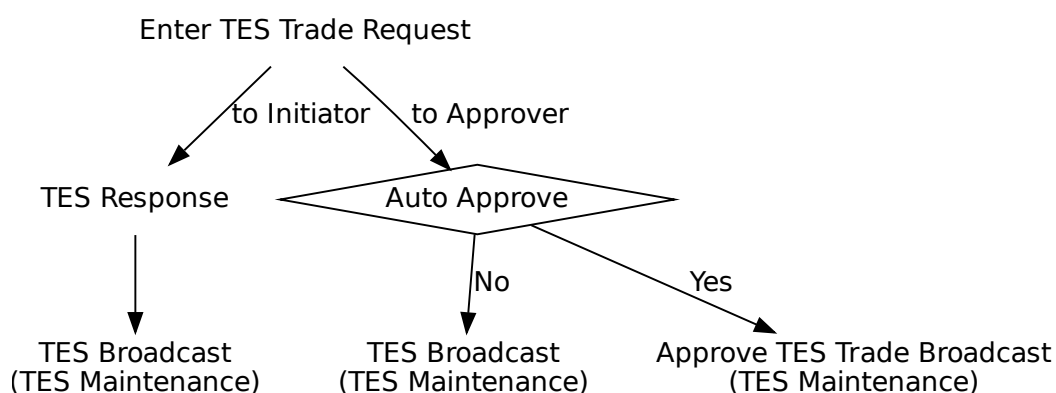 Enter TES Trade Request
to Initiator
to Approver
TES Response
Auto Approve
No
Yes
TES Broadcast
(TES Maintenance)
TES Broadcast
(TES Maintenance)
Approve TES Trade Broadcast
(TES Maintenance)